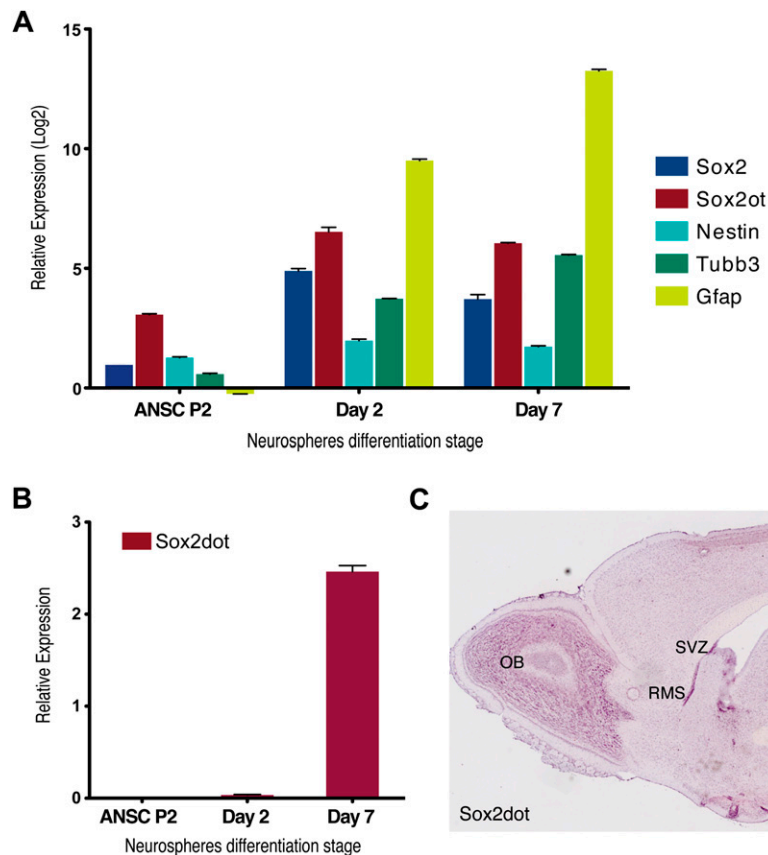 A
15
10
5
0
Relative Expression (Log2)
ANSC P2 Day 2 Day 7
Neurospheres differentiation stage
Sox2
Sox2ot
Nestin
Tubb3
Gfap
B
3
2
1
0
Relative Expression
Sox2dot
ANSC P2 Day 2 Day 7
Neurospheres differentiation stage
C
OB
SVZ
RMS
Sox2dot